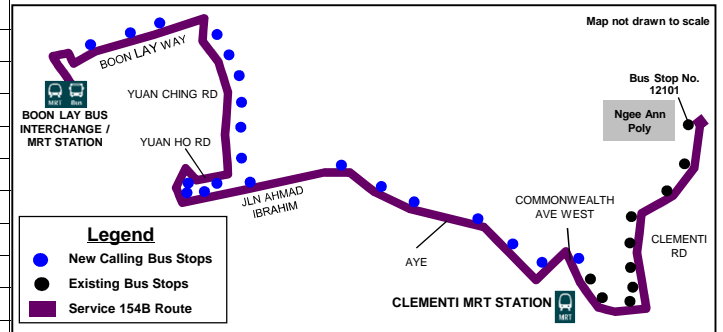 Map not drawn to scale
BOON LAY WAY
Bus Stop No.
12101
MRT Bus
BOON LAY BUS
INTERCHANGE /
MRT STATION
YUAN CHING RD
Ngee Ann
Poly
YUAN HO RD
JLN AHMAD
IBRAHIM
COMMONWEALTH
AVE WEST
CLEMENTI
RD
AYE
CLEMENTI MRT STATION
MRT
Legend
New Calling Bus Stops
Existing Bus Stops
Service 154B Route